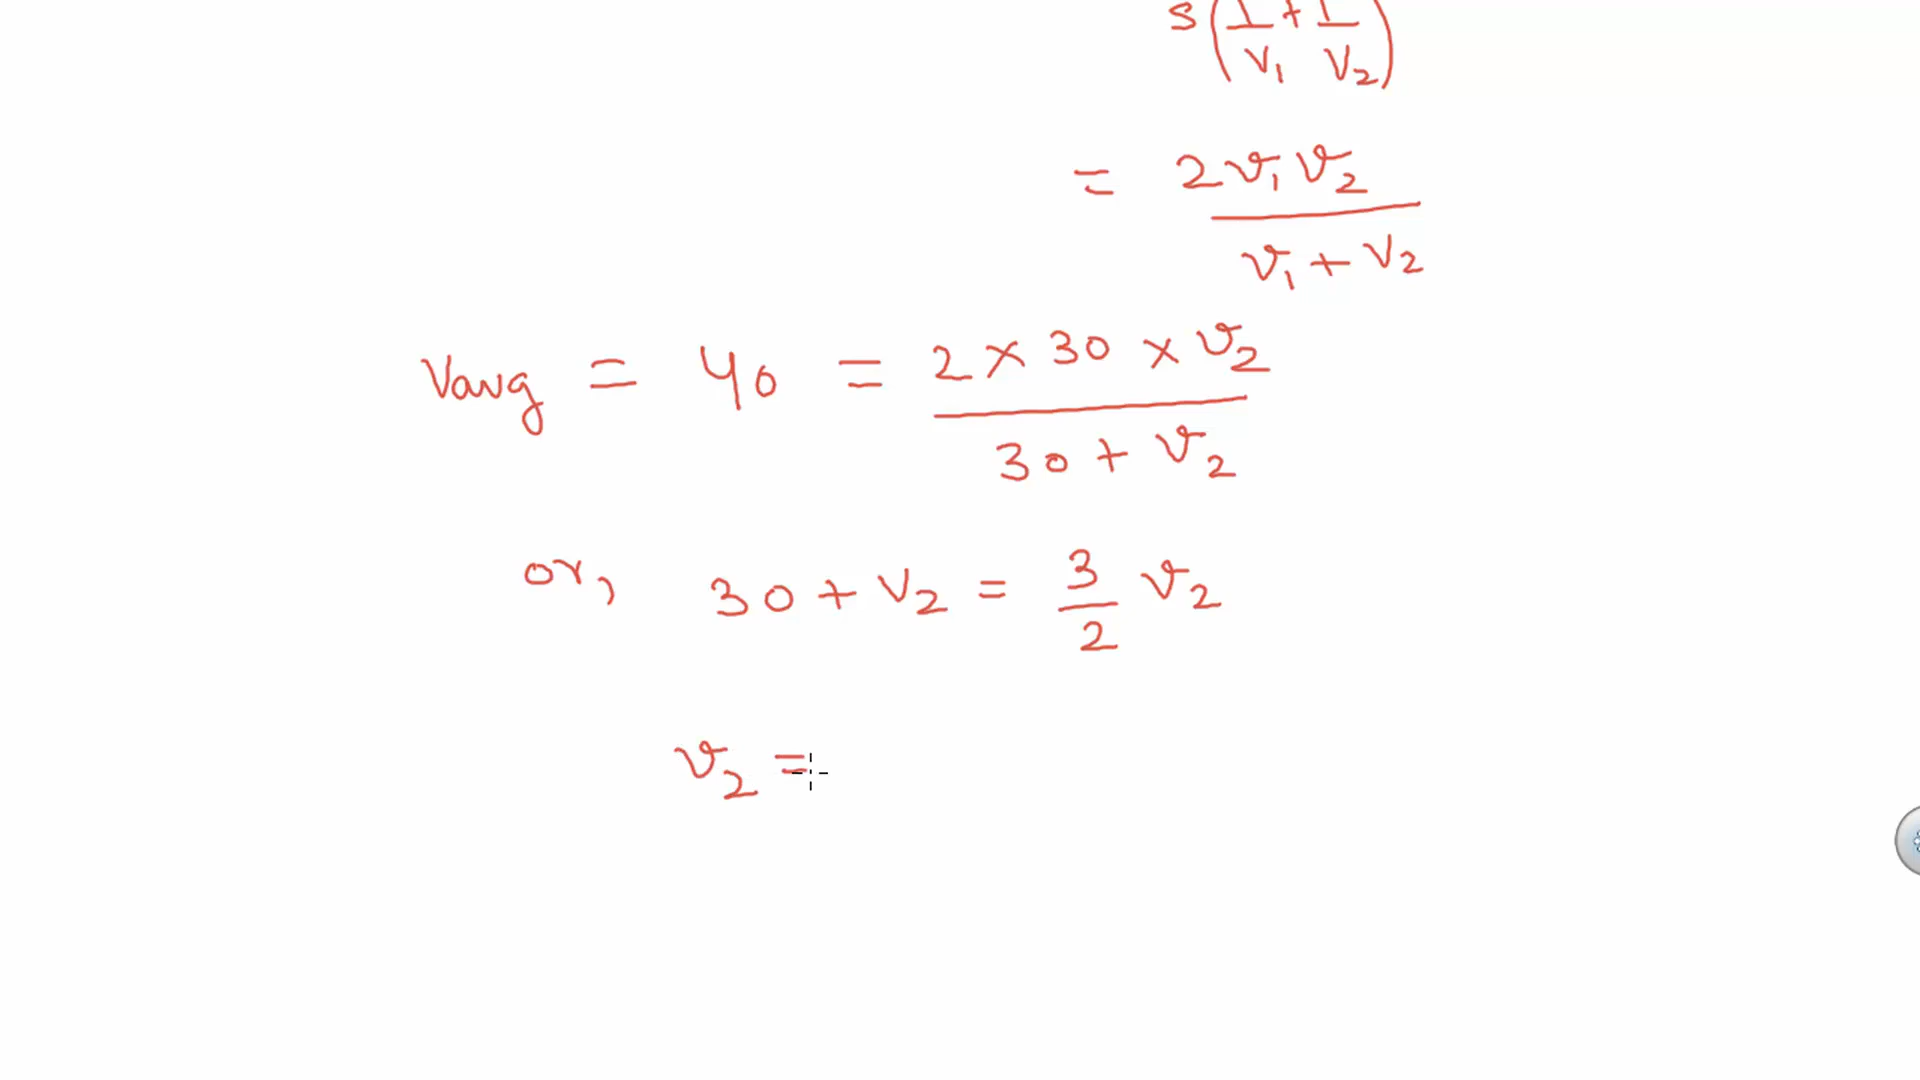 s(1/v₁ + 1/v₂)
= 2v₁v₂ / v₁ + v₂
Vavg = 40 = 2 × 30 × v₂ / 30 + v₂
or, 30 + v₂ = 3/2 v₂
v₂ =